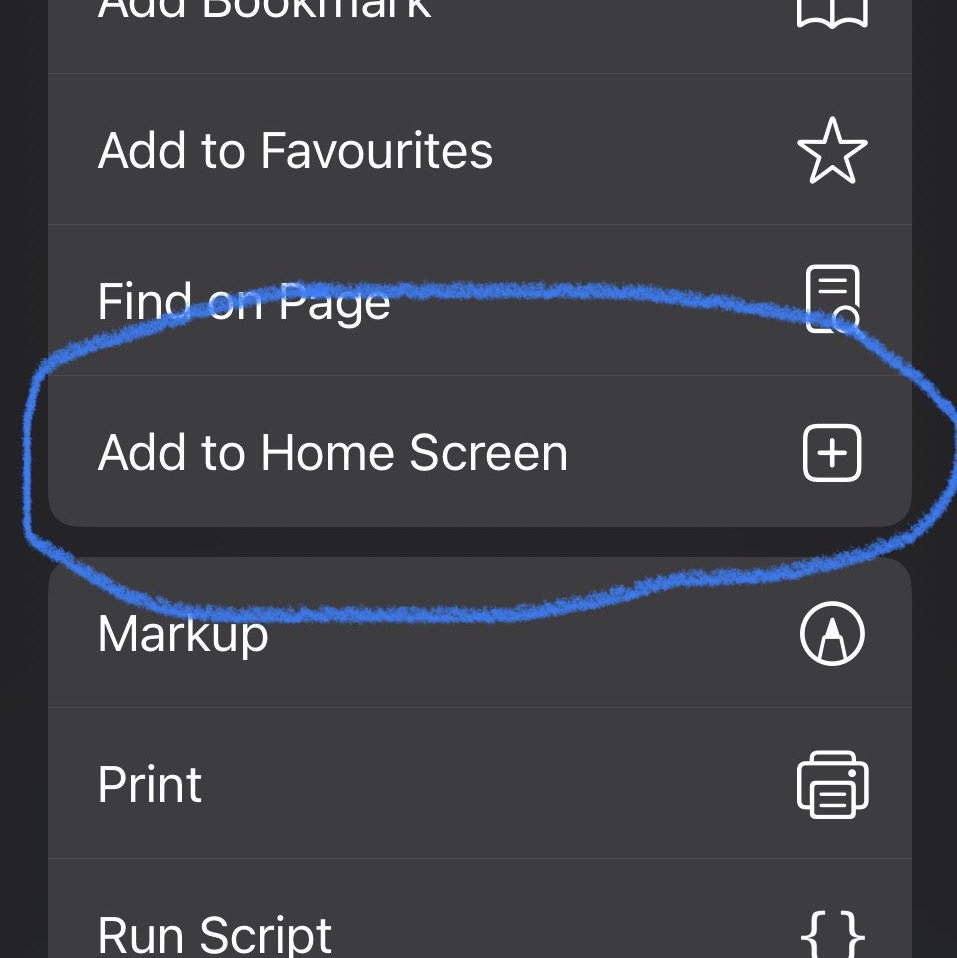 Add Bookmark
Add to Favourites
Find on Page
Add to Home Screen
Markup
Print
Run Script